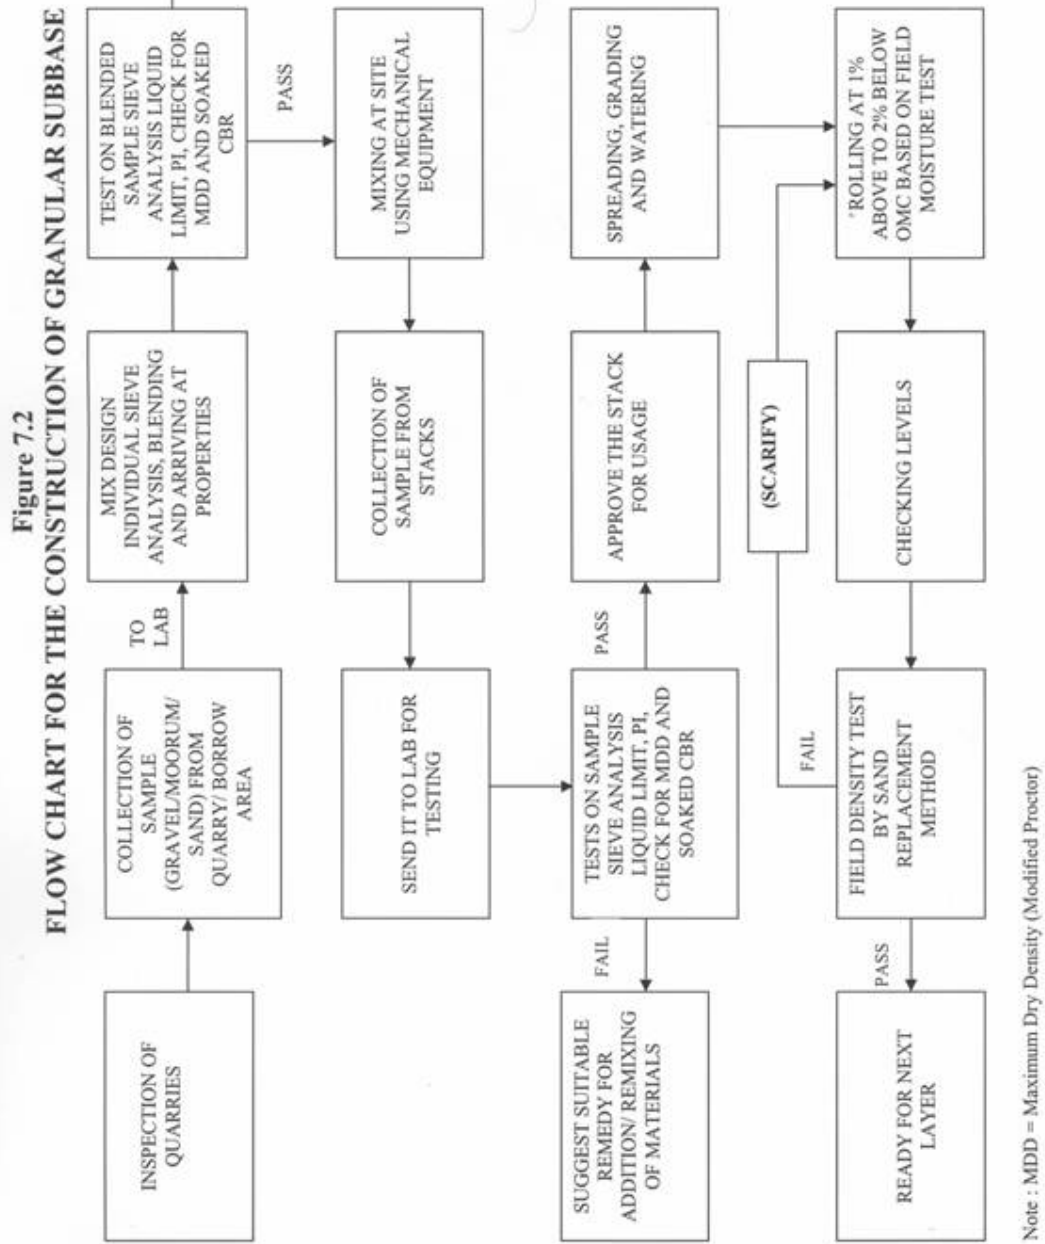 Figure 7.2
FLOW CHART FOR THE CONSTRUCTION OF GRANULAR SUBBASE
INSPECTION OF
QUARRIES
COLLECTION OF
SAMPLE
(GRAVEL/MOORUM/
SAND) FROM
QUARRY/ BORROW
AREA
TO
LAB
MIX DESIGN
INDIVIDUAL SIEVE
ANALYSIS, BLENDING
AND ARRIVING AT
PROPERTIES
TEST ON BLENDED
SAMPLE SIEVE
ANALYSIS LIQUID
LIMIT, PI, CHECK FOR
MDD AND SOAKED
CBR
PASS
MIXING AT SITE
USING MECHANICAL
EQUIPMENT
COLLECTION OF
SAMPLE FROM
STACKS
SEND IT TO LAB FOR
TESTING
TESTS ON SAMPLE
SIEVE ANALYSIS
LIQUID LIMIT, PI,
CHECK FOR MDD AND
SOAKED CBR
FAIL
SUGGEST SUITABLE
REMEDY FOR
ADDITION/ REMIXING
OF MATERIALS
PASS
APPROVE THE STACK
FOR USAGE
SPREADING, GRADING
AND WATERING
ROLLING AT 1%
ABOVE TO 2% BELOW
OMC BASED ON FIELD
MOISTURE TEST
CHECKING LEVELS
FIELD DENSITY TEST
BY SAND
REPLACEMENT
METHOD
FAIL
(SCARIFY)
PASS
READY FOR NEXT
LAYER
Note : MDD = Maximum Dry Density (Modified Proctor)